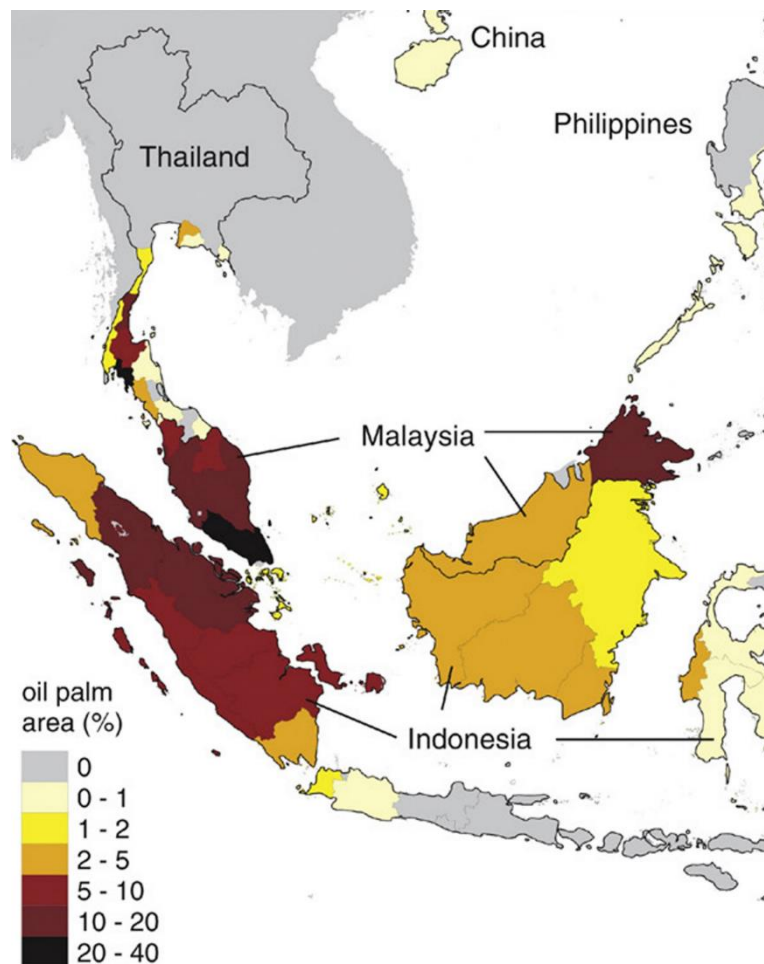 China
Philippines
Thailand
Malaysia
Indonesia
oil palm
area (%)
0
0 - 1
1 - 2
2 - 5
5 - 10
10 - 20
20 - 40